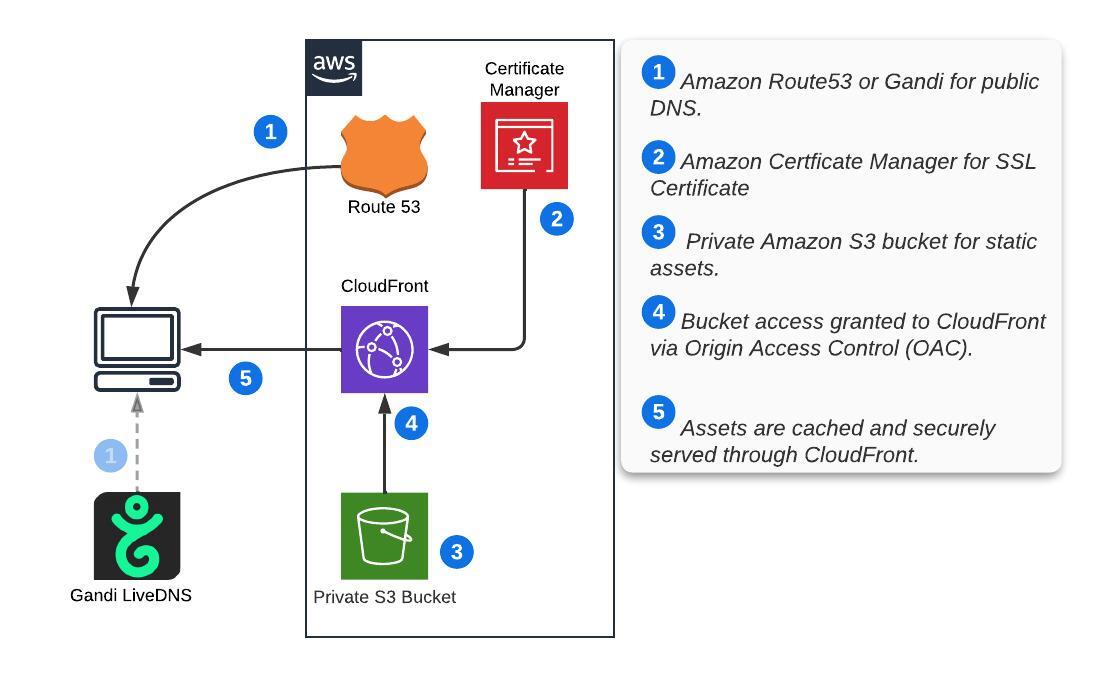 aws
Certificate
Manager
1
Route 53
2
CloudFront
5
4
1
3
Gandi LiveDNS
Private S3 Bucket
1 Amazon Route53 or Gandi for public
DNS.
2 Amazon Certficate Manager for SSL
Certificate
3 Private Amazon S3 bucket for static
assets.
4 Bucket access granted to CloudFront
via Origin Access Control (OAC).
5 Assets are cached and securely
served through CloudFront.